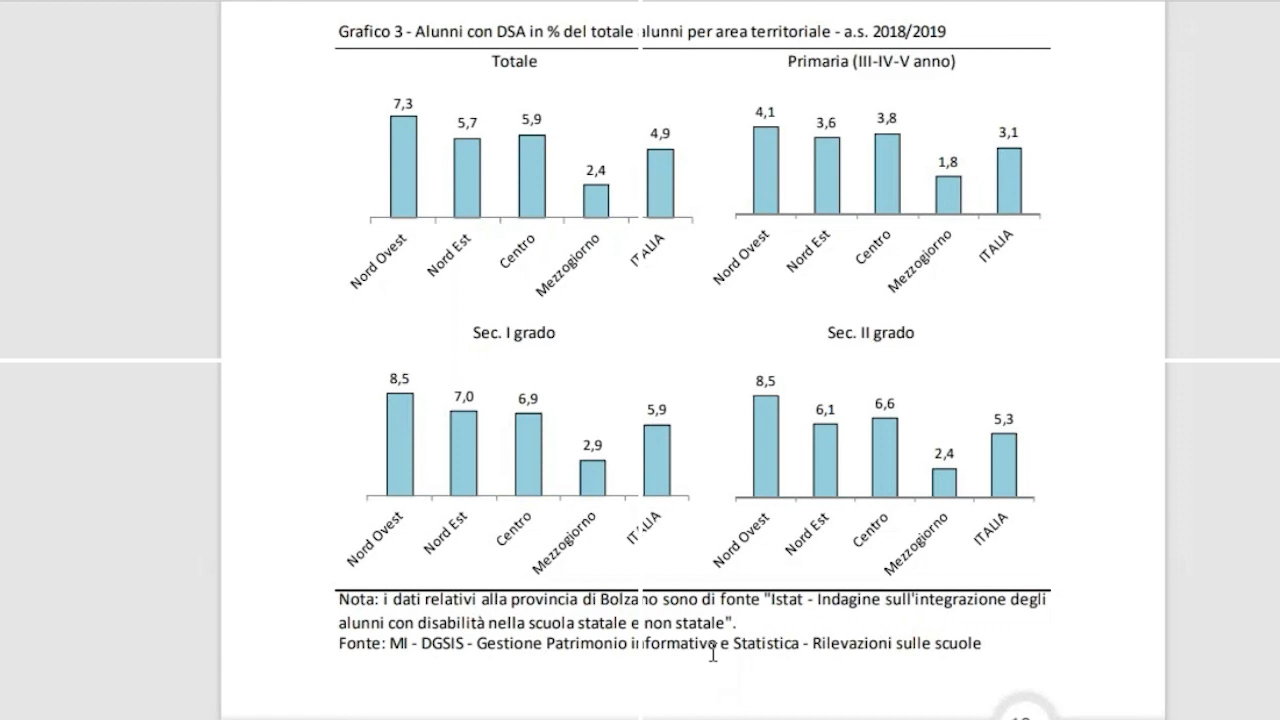 Grafico 3 - Alunni con DSA in % del totale alunni per area territoriale - a.s. 2018/2019
Totale
7,3
5,7
5,9
2,4
4,9
Nord Ovest
Nord Est
Centro
Mezzogiorno
ITALIA
Primaria (III-IV-V anno)
4,1
3,6
3,8
1,8
3,1
Nord Ovest
Nord Est
Centro
Mezzogiorno
ITALIA
Sec. I grado
8,5
7,0
6,9
2,9
5,9
Nord Ovest
Nord Est
Centro
Mezzogiorno
ITALIA
Sec. II grado
8,5
6,1
6,6
2,4
5,3
Nord Ovest
Nord Est
Centro
Mezzogiorno
ITALIA
Nota: i dati relativi alla provincia di Bolzano sono di fonte "Istat - Indagine sull'integrazione degli
alunni con disabilità nella scuola statale e non statale".
Fonte: MI - DGSIS - Gestione Patrimonio informativo e Statistica - Rilevazioni sulle scuole